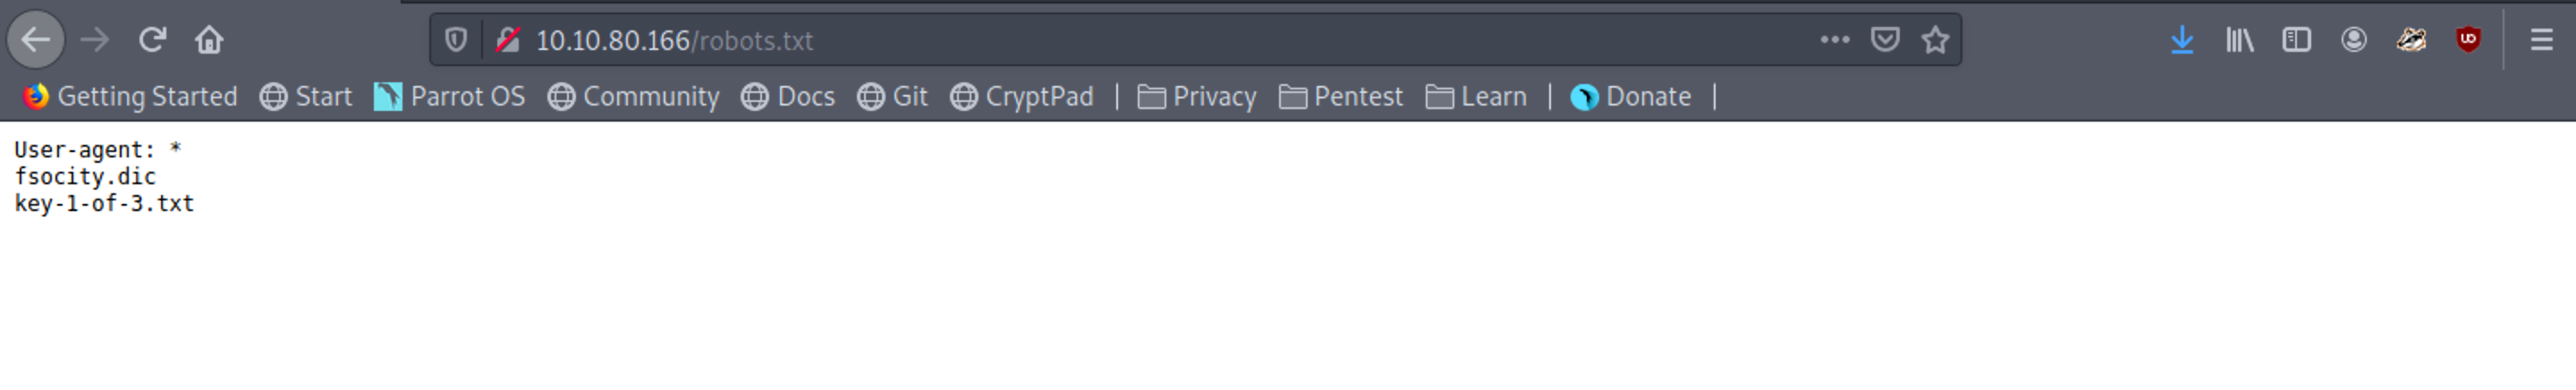 10.10.80.166/robots.txt
Getting Started Start Parrot OS Community Docs Git CryptPad | Privacy Pentest Learn | Donate |
User-agent: *
fsocity.dic
key-1-of-3.txt